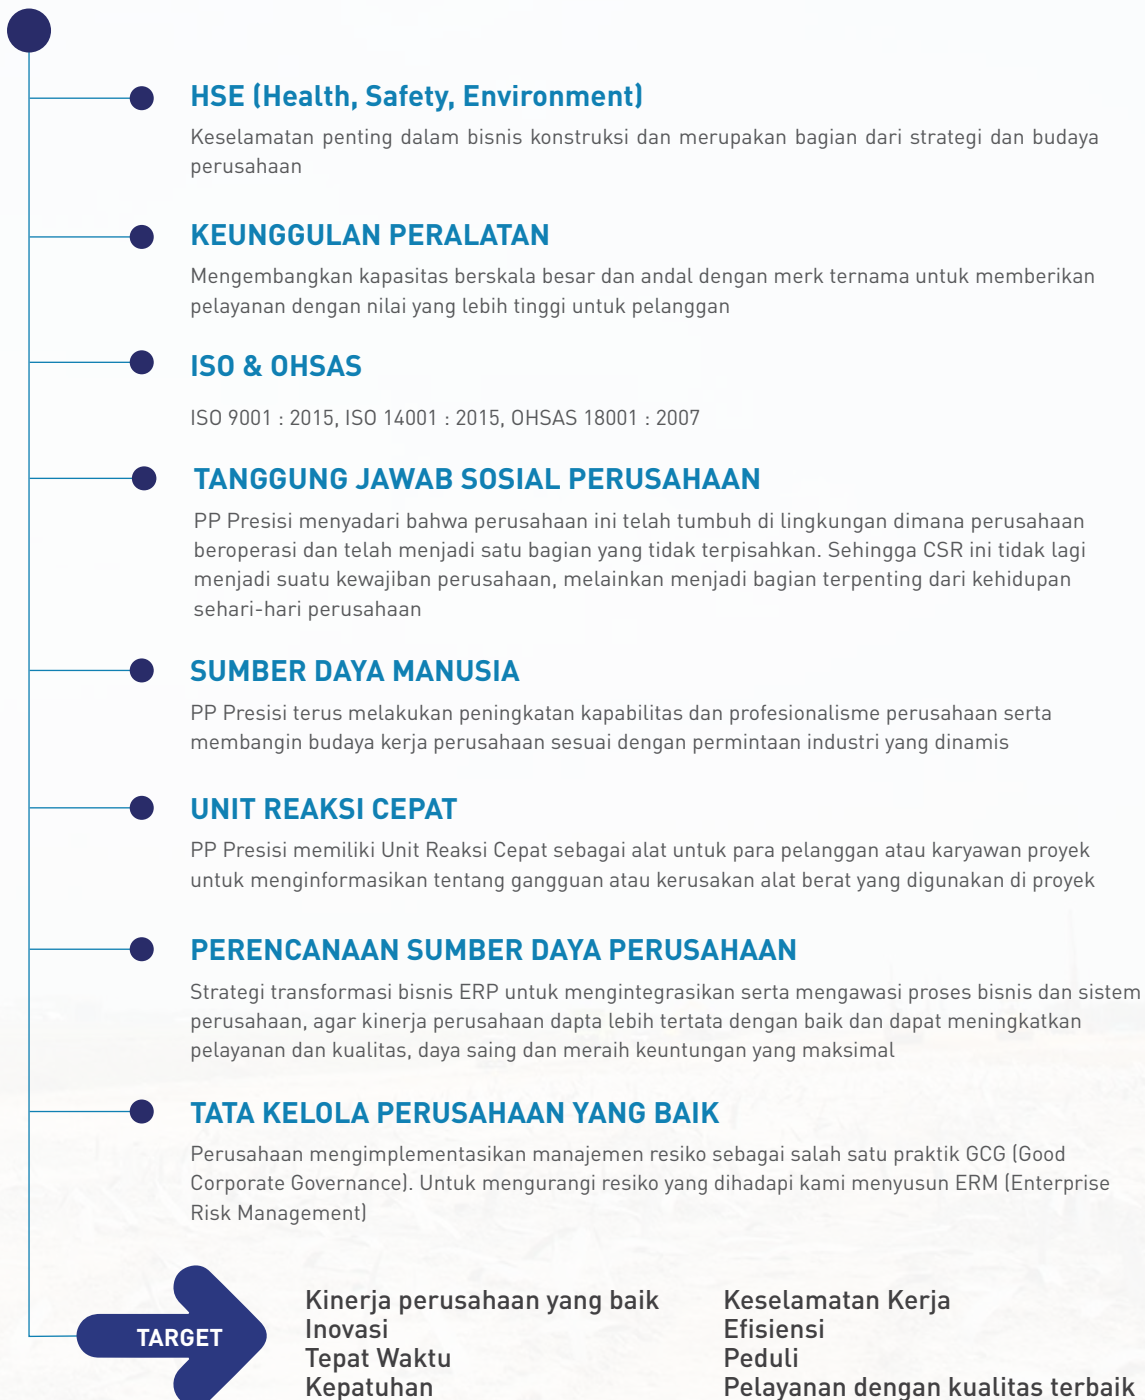 HSE (Health, Safety, Environment)
Keselamatan penting dalam bisnis konstruksi dan merupakan bagian dari strategi dan budaya
perusahaan
KEUNGGULAN PERALATAN
Mengembangkan kapasitas berskala besar dan andal dengan merk ternama untuk memberikan
pelayanan dengan nilai yang lebih tinggi untuk pelanggan
ISO & OHSAS
ISO 9001 : 2015, ISO 14001 : 2015, OHSAS 18001 : 2007
TANGGUNG JAWAB SOSIAL PERUSAHAAN
PP Presisi menyadari bahwa perusahaan ini telah tumbuh di lingkungan dimana perusahaan
beroperasi dan telah menjadi satu bagian yang tidak terpisahkan. Sehingga CSR ini tidak lagi
menjadi suatu kewajiban perusahaan, melainkan menjadi bagian terpenting dari kehidupan
sehari-hari perusahaan
SUMBER DAYA MANUSIA
PP Presisi terus melakukan peningkatan kapabilitas dan profesionalisme perusahaan serta
membangin budaya kerja perusahaan sesuai dengan permintaan industri yang dinamis
UNIT REAKSI CEPAT
PP Presisi memiliki Unit Reaksi Cepat sebagai alat untuk para pelanggan atau karyawan proyek
untuk menginformasikan tentang gangguan atau kerusakan alat berat yang digunakan di proyek
PERENCANAAN SUMBER DAYA PERUSAHAAN
Strategi transformasi bisnis ERP untuk mengintegrasikan serta mengawasi proses bisnis dan sistem
perusahaan, agar kinerja perusahaan dapta lebih tertata dengan baik dan dapat meningkatkan
pelayanan dan kualitas, daya saing dan meraih keuntungan yang maksimal
TATA KELOLA PERUSAHAAN YANG BAIK
Perusahaan mengimplementasikan manajemen resiko sebagai salah satu praktik GCG (Good
Corporate Governance). Untuk mengurangi resiko yang dihadapi kami menyusun ERM (Enterprise
Risk Management)
TARGET
Kinerja perusahaan yang baik
Inovasi
Tepat Waktu
Kepatuhan
Keselamatan Kerja
Efisiensi
Peduli
Pelayanan dengan kualitas terbaik